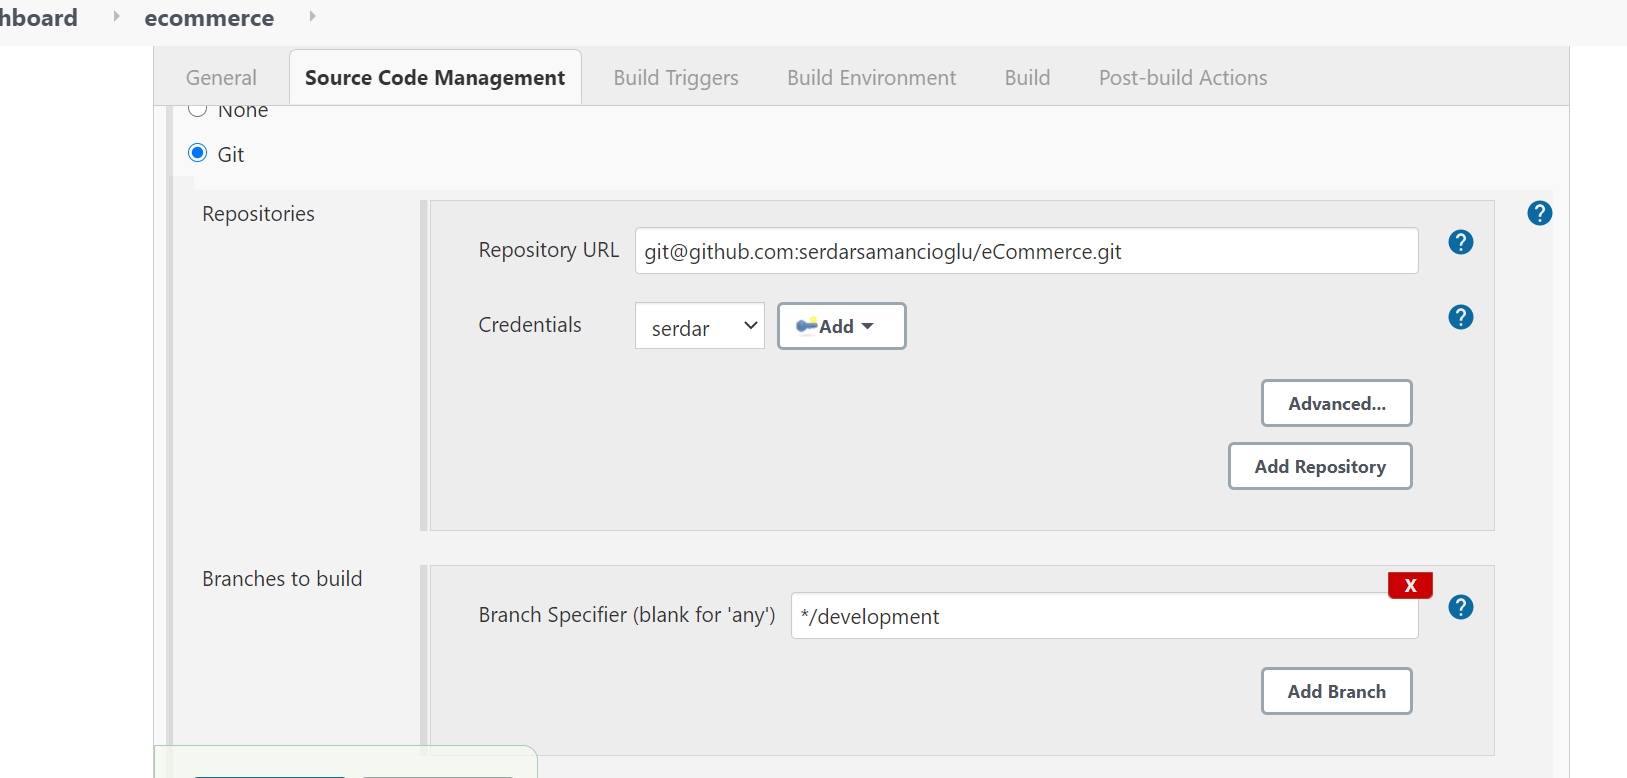 hboard ecommerce
General Source Code Management Build Triggers Build Environment Build Post-build Actions
None
Git
Repositories
Repository URL git@github.com:serdarsamancioglu/eCommerce.git
Credentials serdar Add
Advanced...
Add Repository
Branches to build
X
Branch Specifier (blank for 'any') */development
Add Branch